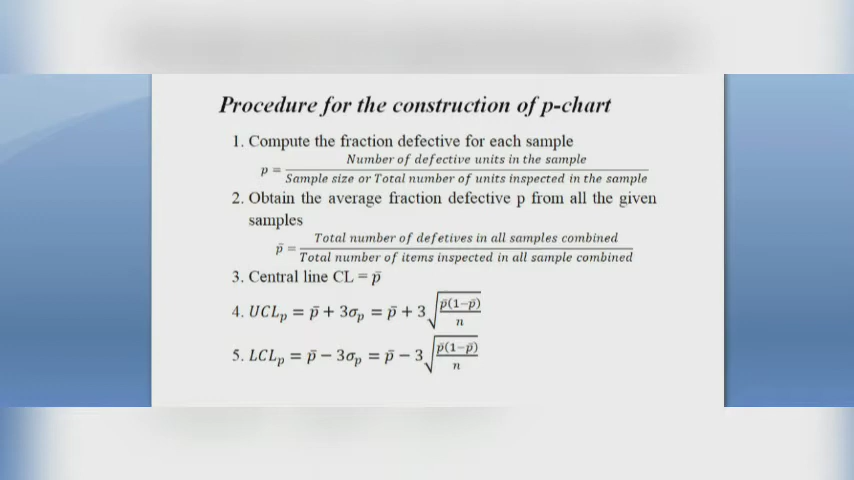 Procedure for the construction of p-chart
1. Compute the fraction defective for each sample
p = Number of defective units in the sample / Sample size or Total number of units inspected in the sample
2. Obtain the average fraction defective p from all the given
samples
p̄ = Total number of defetives in all samples combined / Total number of items inspected in all sample combined
3. Central line CL = p̄
4. UCLₚ = p̄ + 3σₚ = p̄ + 3√(p̄(1−p̄)/n)
5. LCLₚ = p̄ − 3σₚ = p̄ − 3√(p̄(1−p̄)/n)